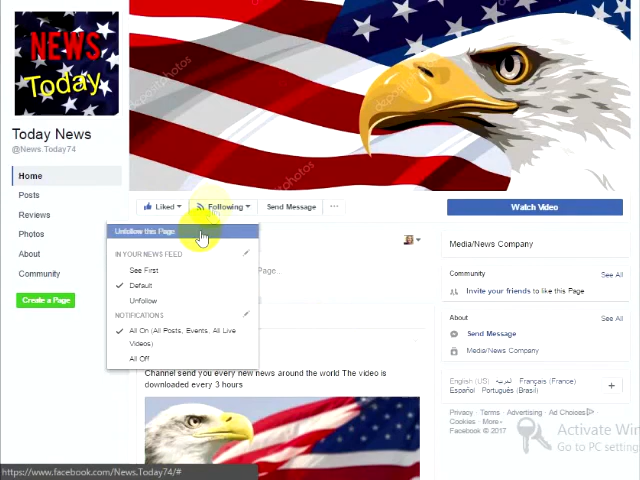 NEWS
Today
depositphotos
depositphotos
depositphotos
Today News
@News.Today74
Home
Posts
Reviews
Photos
About
Community
Create a Page
Liked
Following
Send Message
Watch Video
Unfollow this Page
IN YOUR NEWS FEED
See First
Default
Unfollow
NOTIFICATIONS
All On (All Posts, Events, All Live
Videos)
All Off
Page..
Channel send you every new news around the world The video is
downloaded every 3 hours
Media/News Company
Community
See All
Invite your friends to like this Page
About
See All
Send Message
Media/News Company
English (US) · العربية · Français (France) ·
Español · Português (Brasil)
Privacy · Terms · Advertising · Ad Choices
Cookies · More
Facebook © 2017
Activate Win
Go to PC setting
https://www.facebook.com/News.Today74/#